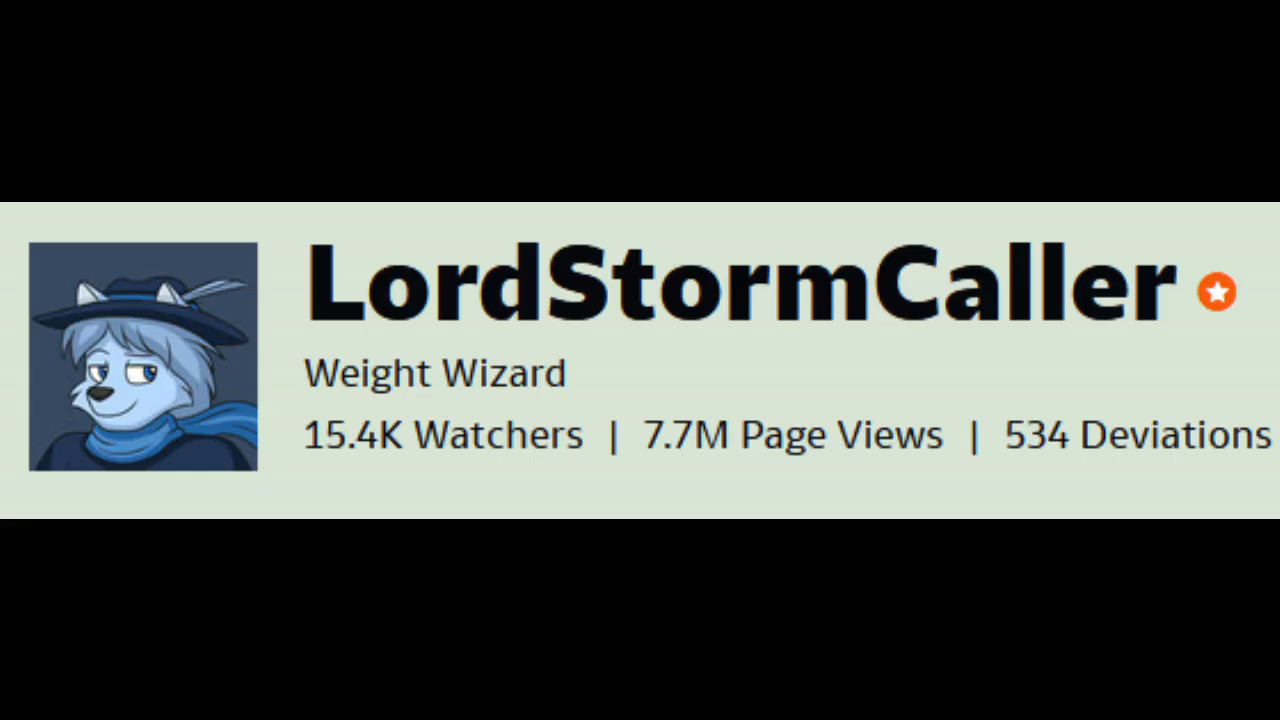 LordStormCaller
Weight Wizard
15.4K Watchers | 7.7M Page Views | 534 Deviations